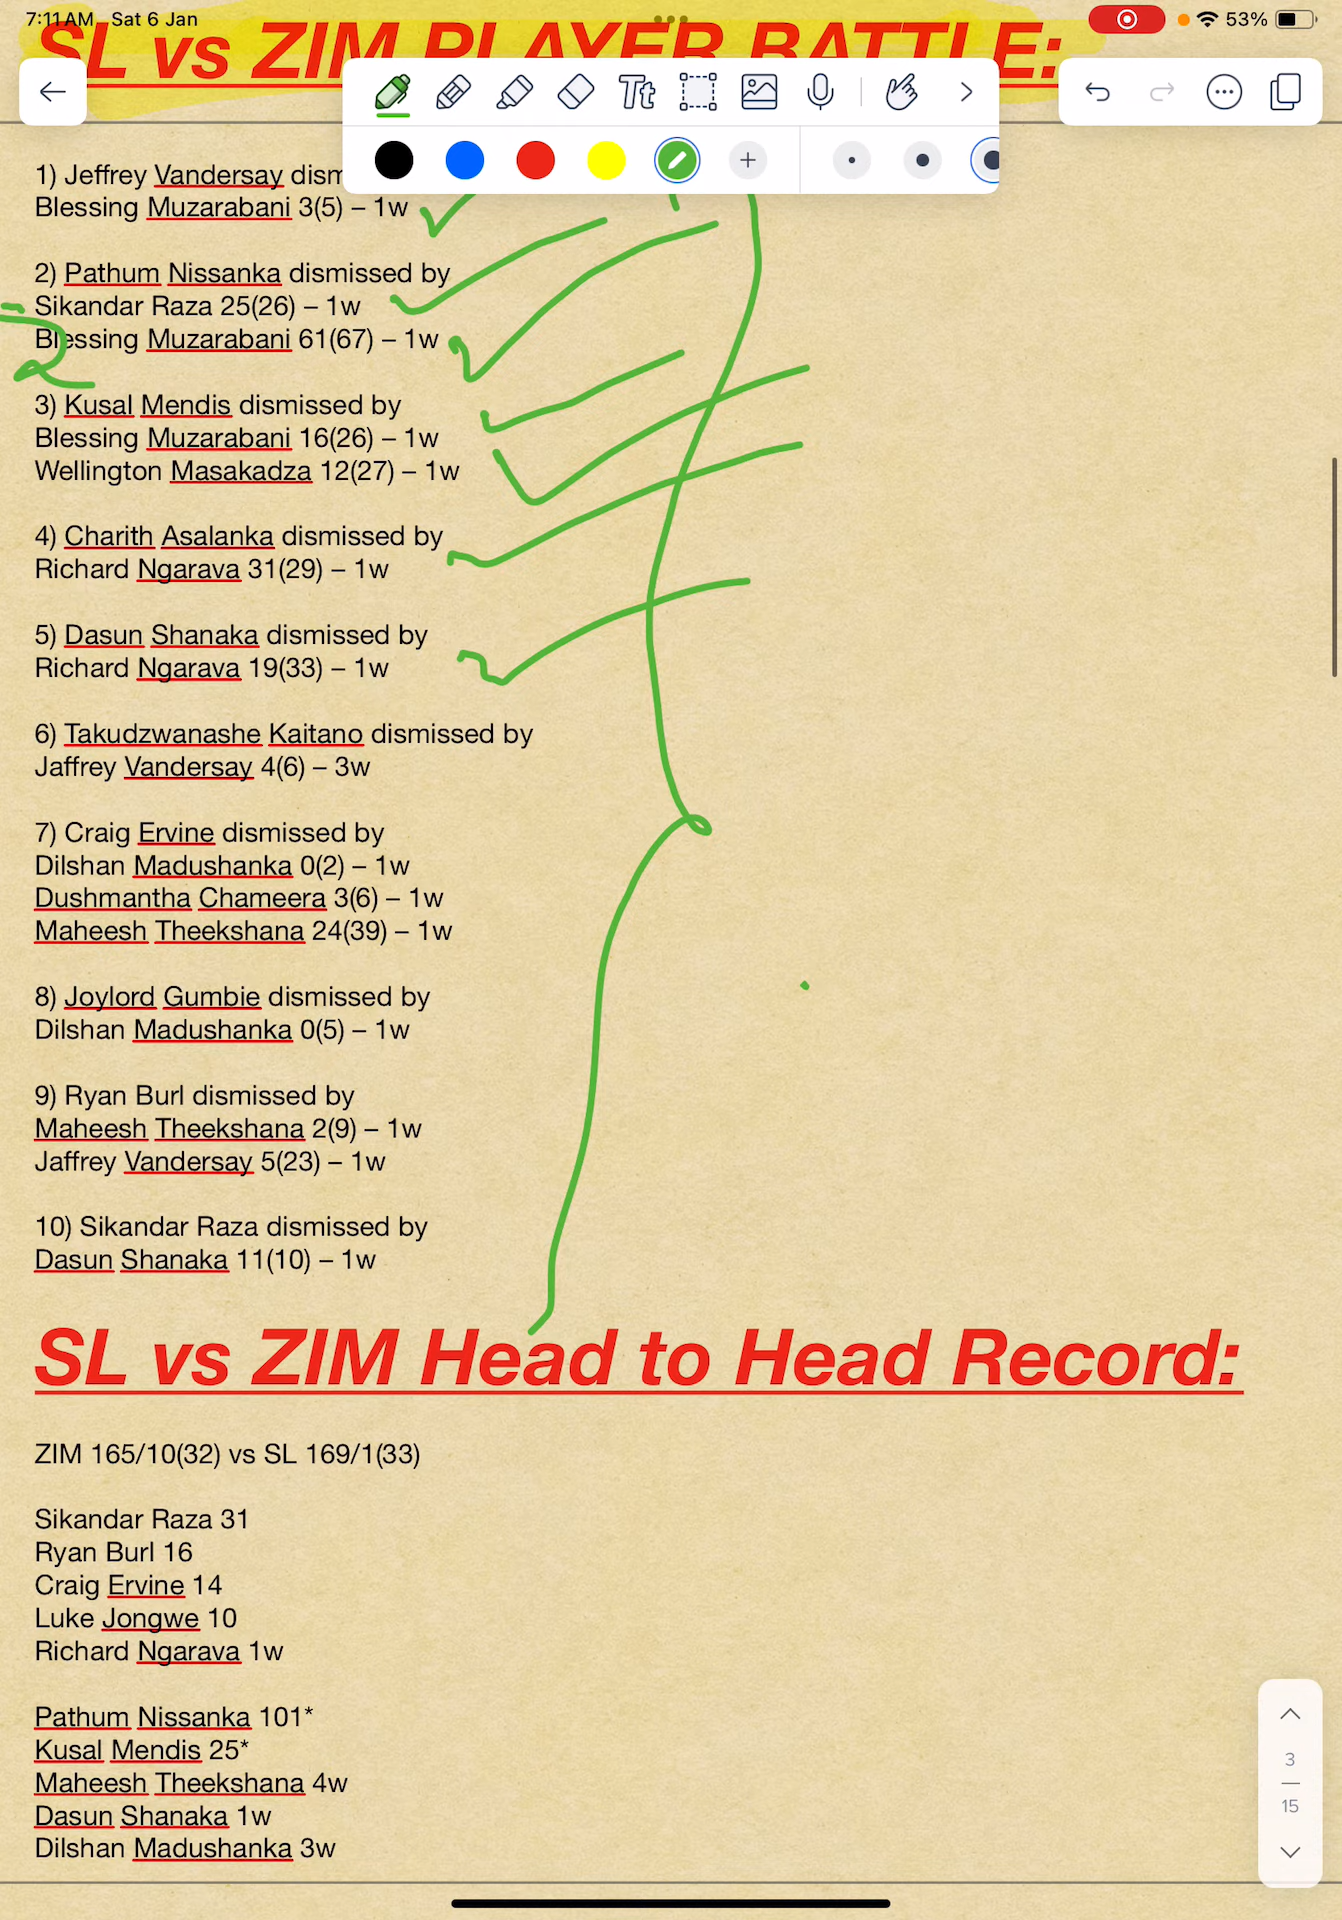 7:11 AM Sat 6 Jan
53%
SL vs ZIM PLAYER BATTLE:
Tt
1) Jeffrey Vandersay dism
Blessing Muzarabani 3(5) – 1w
2) Pathum Nissanka dismissed by
Sikandar Raza 25(26) – 1w
Blessing Muzarabani 61(67) – 1w
2
3) Kusal Mendis dismissed by
Blessing Muzarabani 16(26) – 1w
Wellington Masakadza 12(27) – 1w
4) Charith Asalanka dismissed by
Richard Ngarava 31(29) – 1w
5) Dasun Shanaka dismissed by
Richard Ngarava 19(33) – 1w
6) Takudzwanashe Kaitano dismissed by
Jaffrey Vandersay 4(6) – 3w
7) Craig Ervine dismissed by
Dilshan Madushanka 0(2) – 1w
Dushmantha Chameera 3(6) – 1w
Maheesh Theekshana 24(39) – 1w
8) Joylord Gumbie dismissed by
Dilshan Madushanka 0(5) – 1w
9) Ryan Burl dismissed by
Maheesh Theekshana 2(9) – 1w
Jaffrey Vandersay 5(23) – 1w
10) Sikandar Raza dismissed by
Dasun Shanaka 11(10) – 1w
SL vs ZIM Head to Head Record:
ZIM 165/10(32) vs SL 169/1(33)
Sikandar Raza 31
Ryan Burl 16
Craig Ervine 14
Luke Jongwe 10
Richard Ngarava 1w
Pathum Nissanka 101*
Kusal Mendis 25*
Maheesh Theekshana 4w
Dasun Shanaka 1w
Dilshan Madushanka 3w
3
15